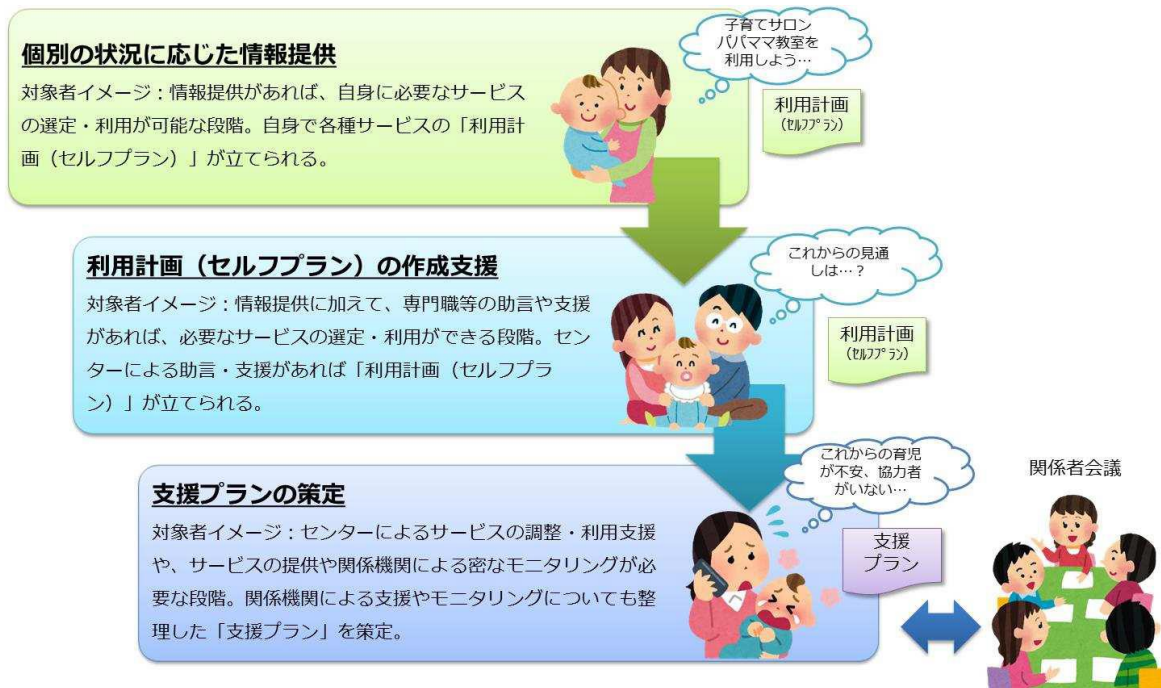 個別の状況に応じた情報提供
対象者イメージ：情報提供があれば、自身に必要なサービス
の選定・利用が可能な段階。自身で各種サービスの「利用計
画（セルフプラン）」が立てられる。
子育てサロン
パパママ教室を
利用しよう…
利用計画
（ｾﾙﾌﾌﾟﾗﾝ）
利用計画（セルフプラン）の作成支援
対象者イメージ：情報提供に加えて、専門職等の助言や支援
があれば、必要なサービスの選定・利用ができる段階。セン
ターによる助言・支援があれば「利用計画（セルフプラ
ン）」が立てられる。
これからの見通
しは…？
利用計画
（ｾﾙﾌﾌﾟﾗﾝ）
支援プランの策定
対象者イメージ：センターによるサービスの調整・利用支援
や、サービスの提供や関係機関による密なモニタリングが必
要な段階。関係機関による支援やモニタリングについても整
理した「支援プラン」を策定。
これからの育児
が不安、協力者
がいない…
支援
プラン
関係者会議